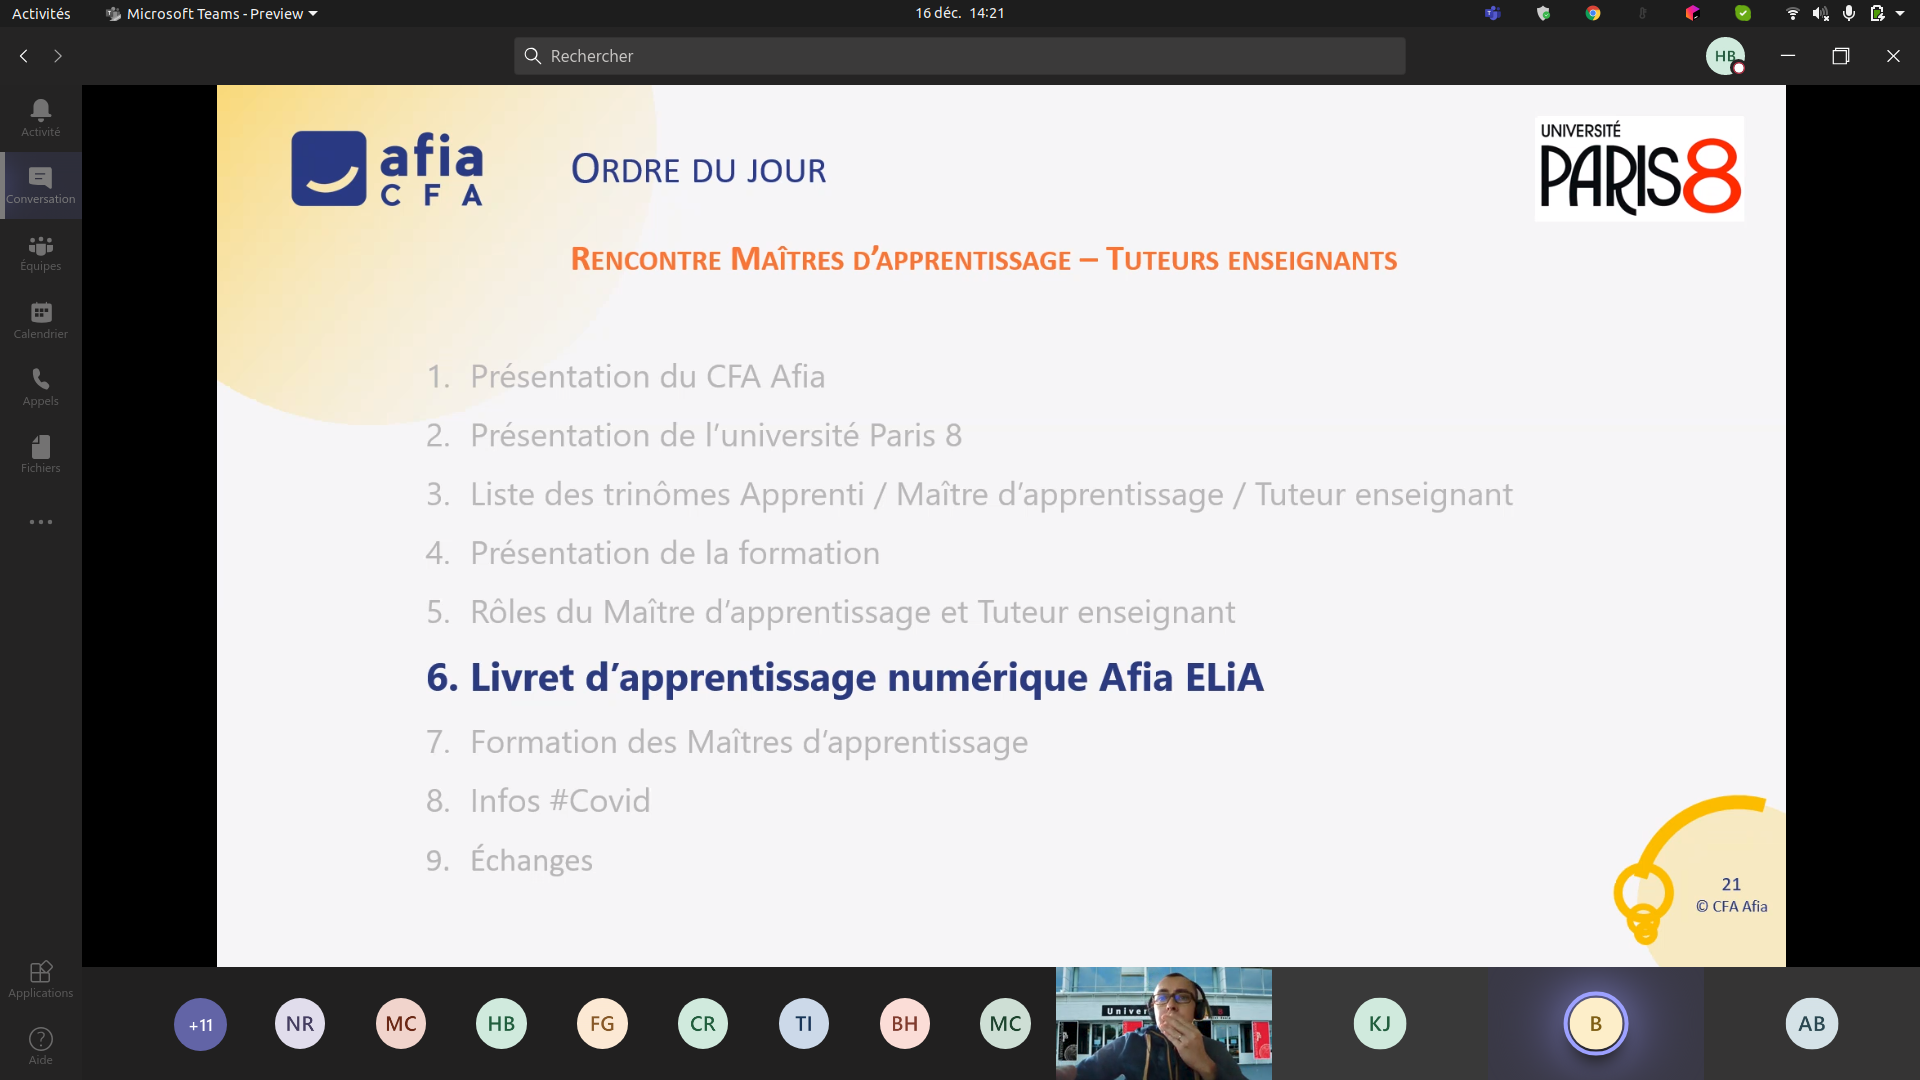 Activités
Microsoft Teams - Preview
16 déc. 14:21
Rechercher
HB
Activité
Conversation
Équipes
Calendrier
Appels
Fichiers
Applications
Aide
afia
CFA
ORDRE DU JOUR
UNIVERSITÉ
PARIS8
RENCONTRE MAÎTRES D’APPRENTISSAGE – TUTEURS ENSEIGNANTS
1. Présentation du CFA Afia
2. Présentation de l’université Paris 8
3. Liste des trinômes Apprenti / Maître d’apprentissage / Tuteur enseignant
4. Présentation de la formation
5. Rôles du Maître d’apprentissage et Tuteur enseignant
6. Livret d’apprentissage numérique Afia ELiA
7. Formation des Maîtres d’apprentissage
8. Infos #Covid
9. Échanges
21
© CFA Afia
+11
NR
MC
HB
FG
CR
TI
BH
MC
Univer
8
KJ
B
AB